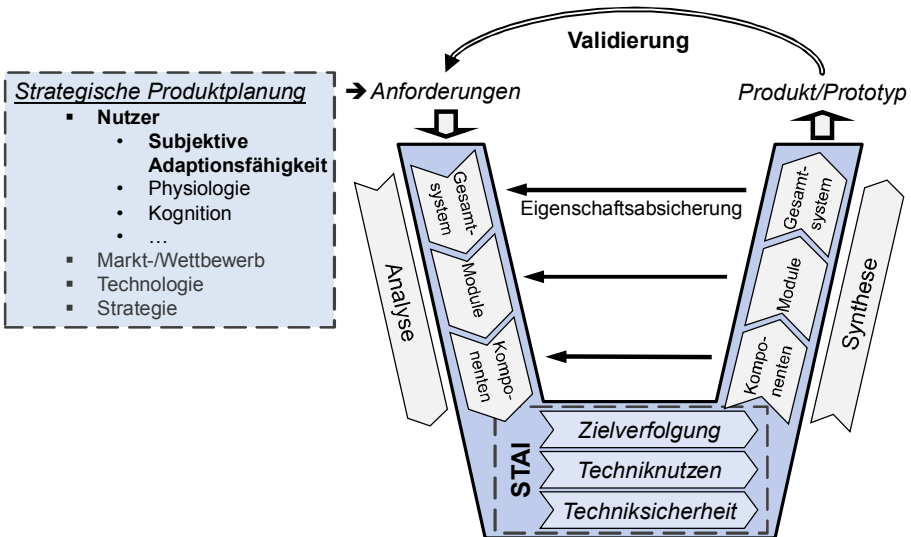 Validierung
Strategische Produktplanung
▪ Nutzer
• Subjektive
Adaptionsfähigkeit
• Physiologie
• Kognition
• …
▪ Markt-/Wettbewerb
▪ Technologie
▪ Strategie
➔ Anforderungen
Produkt/Prototyp
Analyse
Gesamt-
system
Module
Kompo-
nenten
Eigenschaftsabsicherung
Gesamt-
system
Module
Kompo-
nenten
Synthese
STAI
Zielverfolgung
Techniknutzen
Techniksicherheit